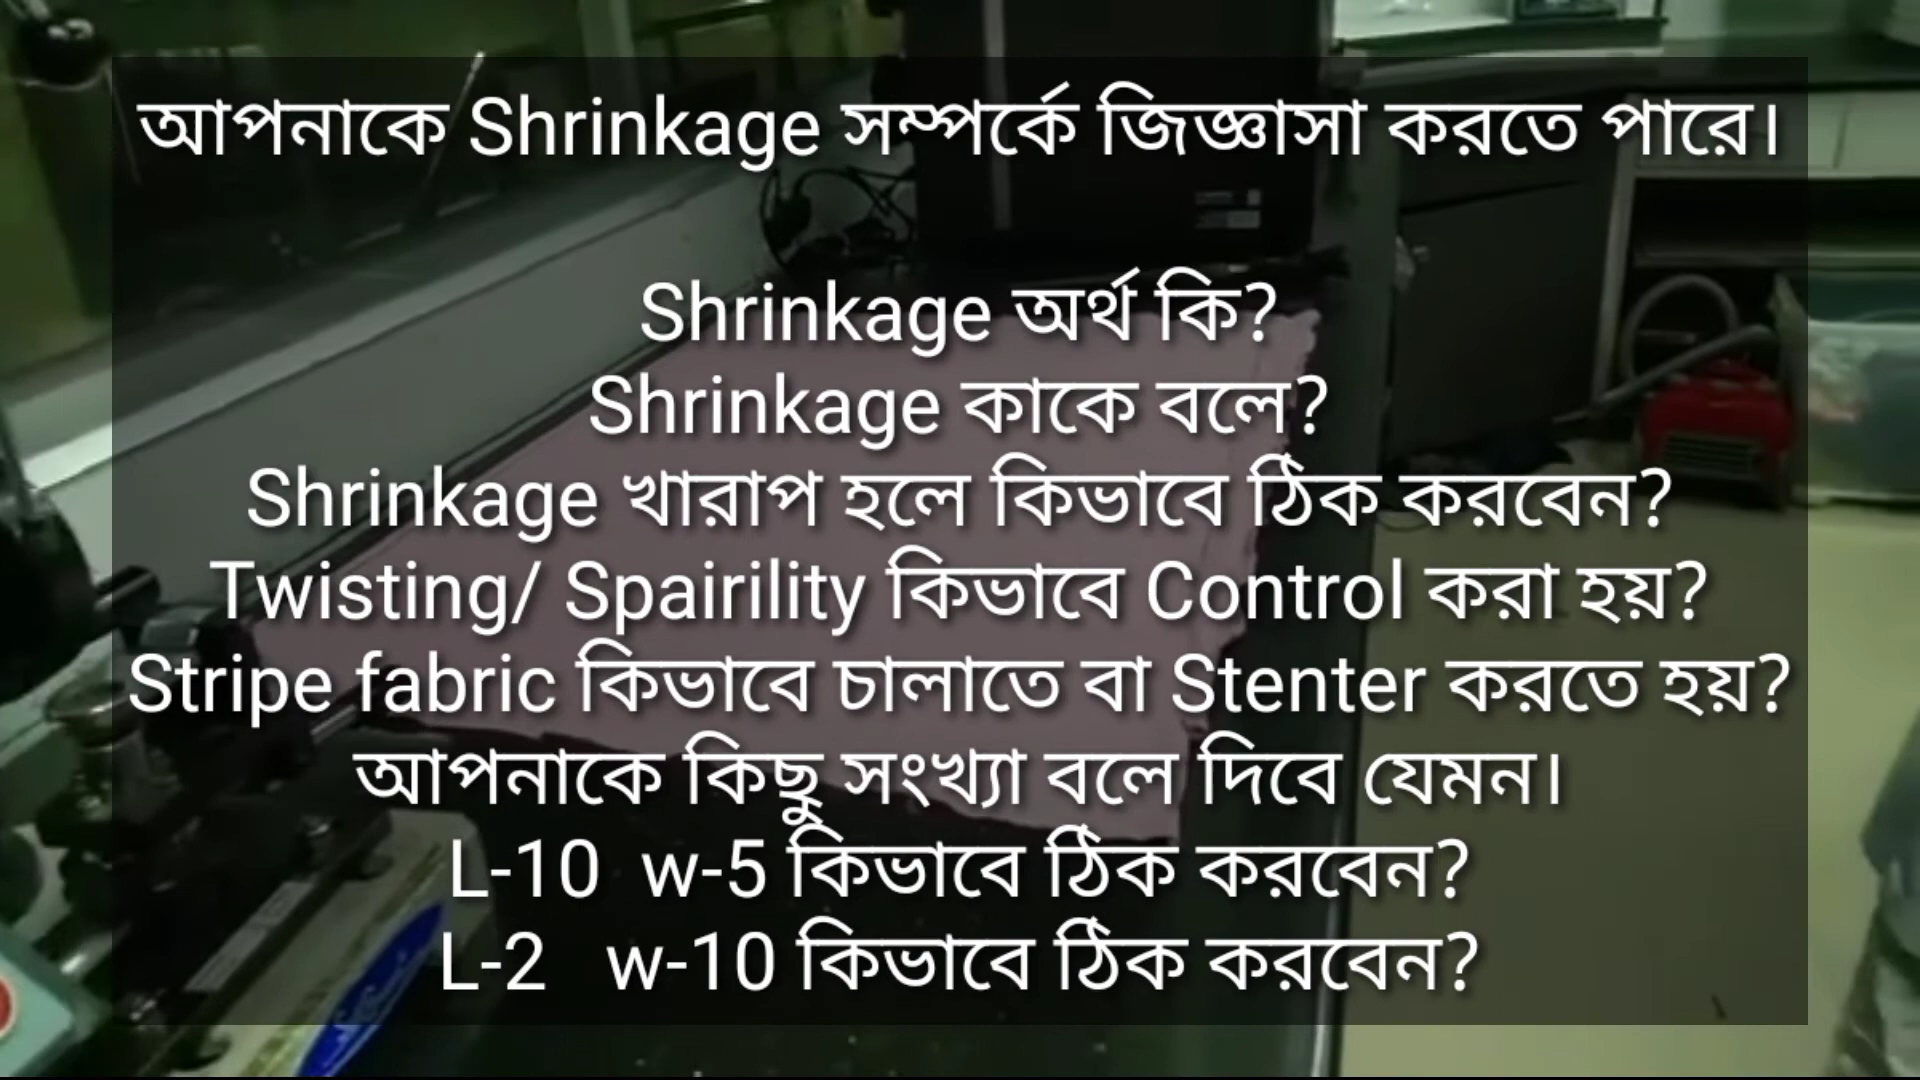 আপনাকে Shrinkage সম্পর্কে জিজ্ঞাসা করতে পারে।
Shrinkage অর্থ কি?
Shrinkage কাকে বলে?
Shrinkage খারাপ হলে কিভাবে ঠিক করবেন?
Twisting/ Spairility কিভাবে Control করা হয়?
Stripe fabric কিভাবে চালাতে বা Stenter করতে হয়?
আপনাকে কিছু সংখ্যা বলে দিবে যেমন।
L-10 w-5 কিভাবে ঠিক করবেন?
L-2 w-10 কিভাবে ঠিক করবেন?